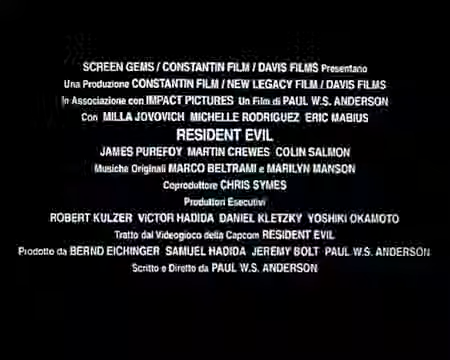 SCREEN GEMS / CONSTANTIN FILM / DAVIS FILMS Presentano
Una Produzione CONSTANTIN FILM / NEW LEGACY FILM / DAVIS FILMS
In Associazione con IMPACT PICTURES Un Film di PAUL W.S. ANDERSON
Con MILLA JOVOVICH MICHELLE RODRIGUEZ ERIC MABIUS
RESIDENT EVIL
JAMES PUREFOY MARTIN CREWES COLIN SALMON
Musiche Originali MARCO BELTRAMI e MARILYN MANSON
Coproduttore CHRIS SYMES
Produttori Esecutivi
ROBERT KULZER VICTOR HADIDA DANIEL KLETZKY YOSHIKI OKAMOTO
Tratto dal Videogioco della Capcom RESIDENT EVIL
Prodotto da BERND EICHINGER SAMUEL HADIDA JEREMY BOLT PAUL W.S. ANDERSON
Scritto e Diretto da PAUL W.S. ANDERSON